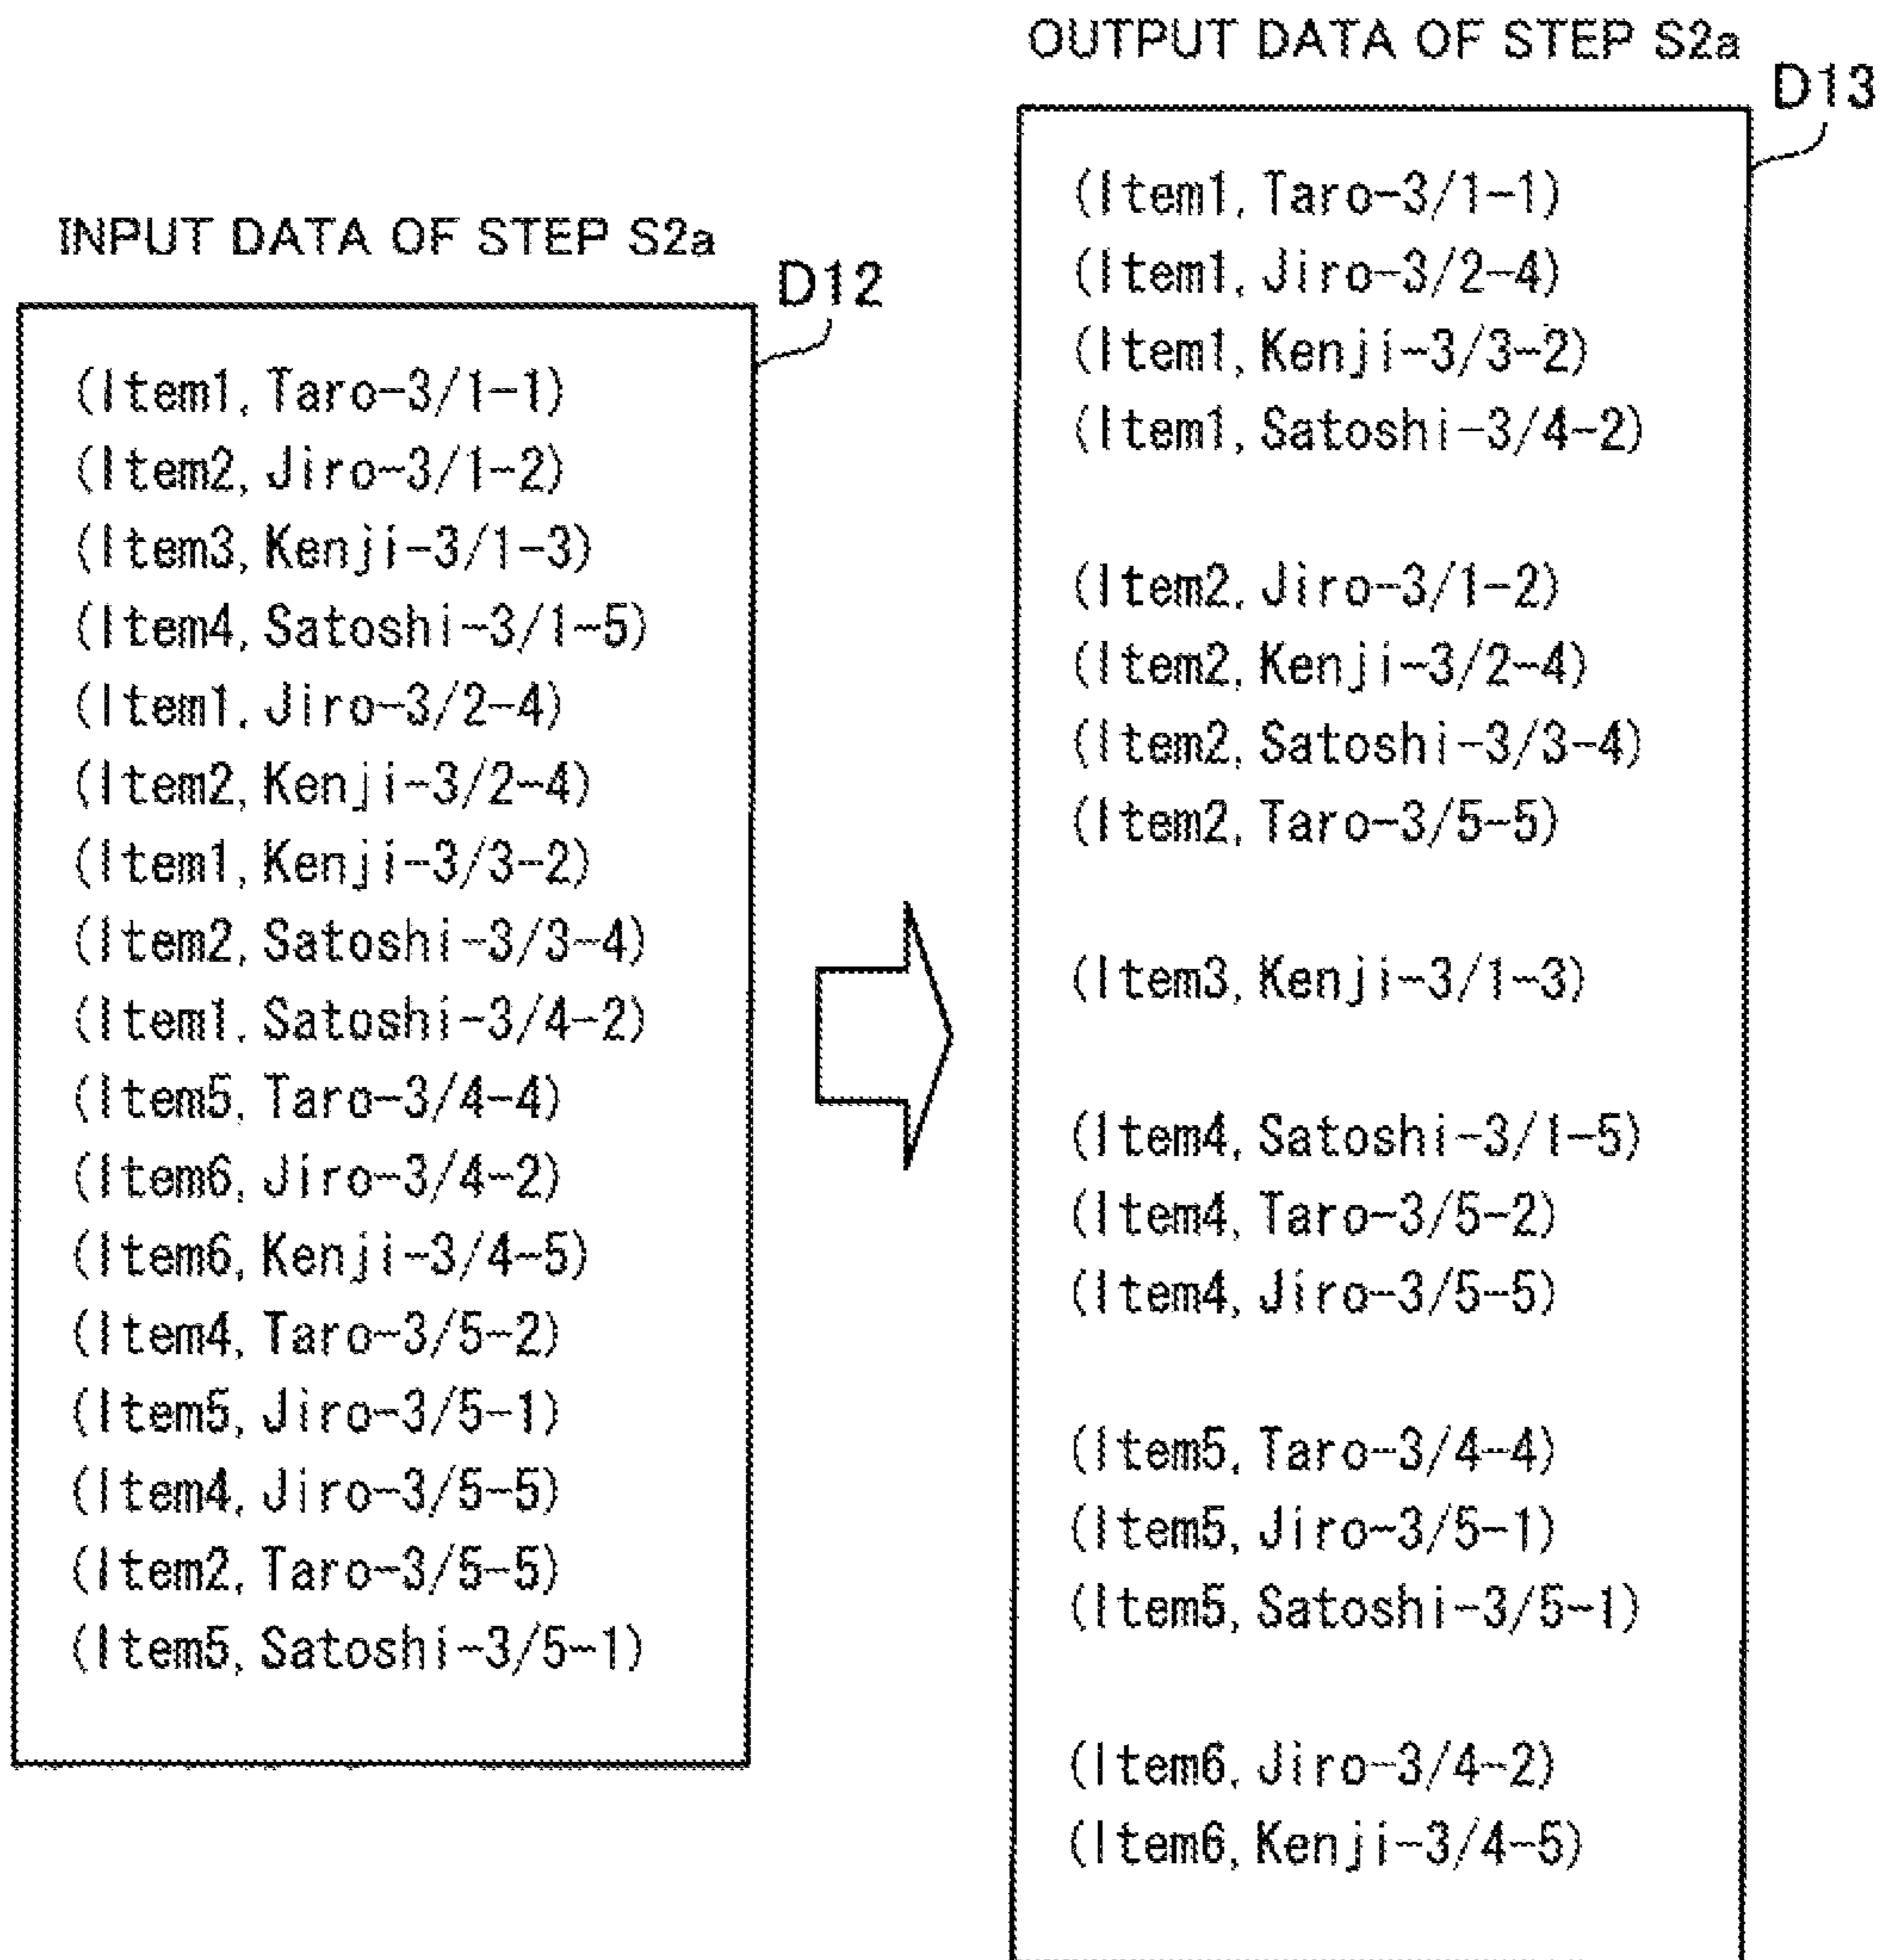 INPUT DATA OF STEP S2a
D12
(Item1, Taro-3/1-1)
(Item2, Jiro-3/1-2)
(Item3, Kenji-3/1-3)
(Item4, Satoshi-3/1-5)
(Item1, Jiro-3/2-4)
(Item2, Kenji-3/2-4)
(Item1, Kenji-3/3-2)
(Item2, Satoshi-3/3-4)
(Item1, Satoshi-3/4-2)
(Item5, Taro-3/4-4)
(Item6, Jiro-3/4-2)
(Item6, Kenji-3/4-5)
(Item4, Taro-3/5-2)
(Item5, Jiro-3/5-1)
(Item4, Jiro-3/5-5)
(Item2, Taro-3/5-5)
(Item5, Satoshi-3/5-1)
OUTPUT DATA OF STEP S2a
D13
(Item1, Taro-3/1-1)
(Item1, Jiro-3/2-4)
(Item1, Kenji-3/3-2)
(Item1, Satoshi-3/4-2)
(Item2, Jiro-3/1-2)
(Item2, Kenji-3/2-4)
(Item2, Satoshi-3/3-4)
(Item2, Taro-3/5-5)
(Item3, Kenji-3/1-3)
(Item4, Satoshi-3/1-5)
(Item4, Taro-3/5-2)
(Item4, Jiro-3/5-5)
(Item5, Taro-3/4-4)
(Item5, Jiro-3/5-1)
(Item5, Satoshi-3/5-1)
(Item6, Jiro-3/4-2)
(Item6, Kenji-3/4-5)